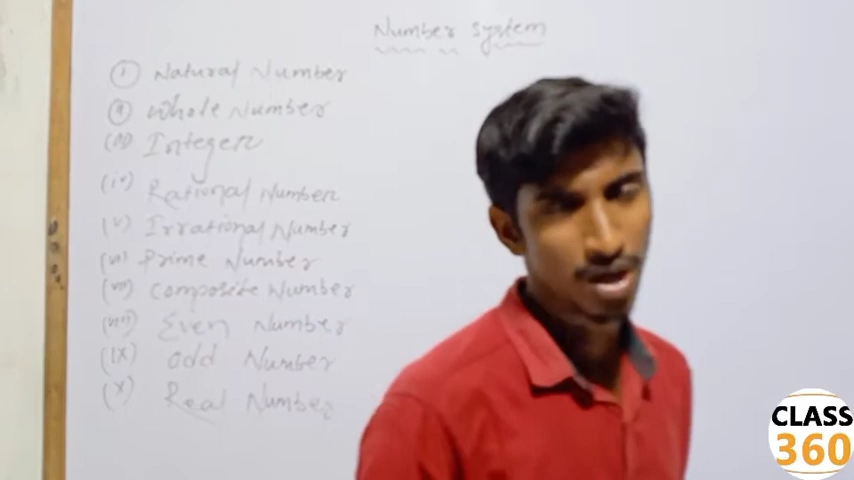 Number System
(i) Natural Number
(ii) Whole Number
(iii) Integer
(iv) Rational Number
(v) Irrational Number
(vi) Prime Number
(vii) Composite Number
(viii) Even Number
(ix) odd Number
(x) Real Number
CLASS
360